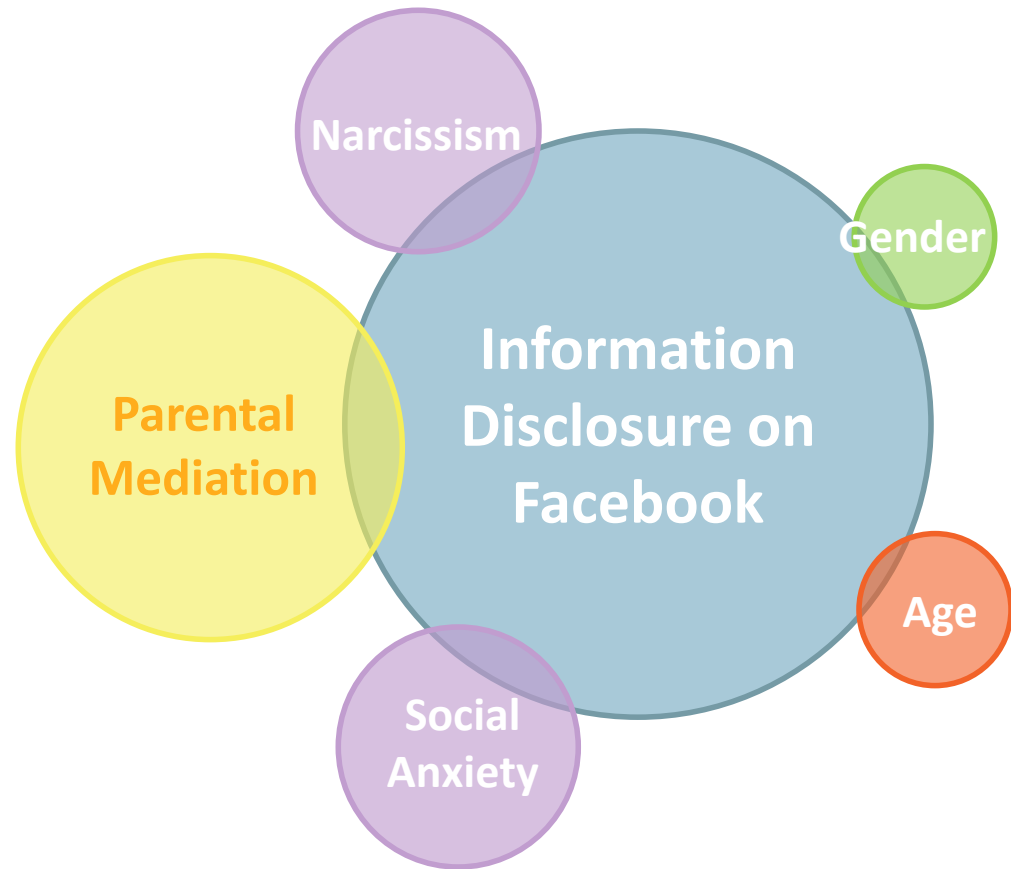 Narcissism
Gender
Information
Disclosure on
Facebook
Parental
Mediation
Age
Social
Anxiety